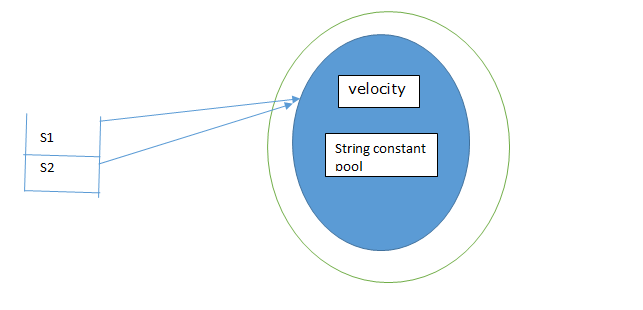 velocity
S1
String constant
pool
S2